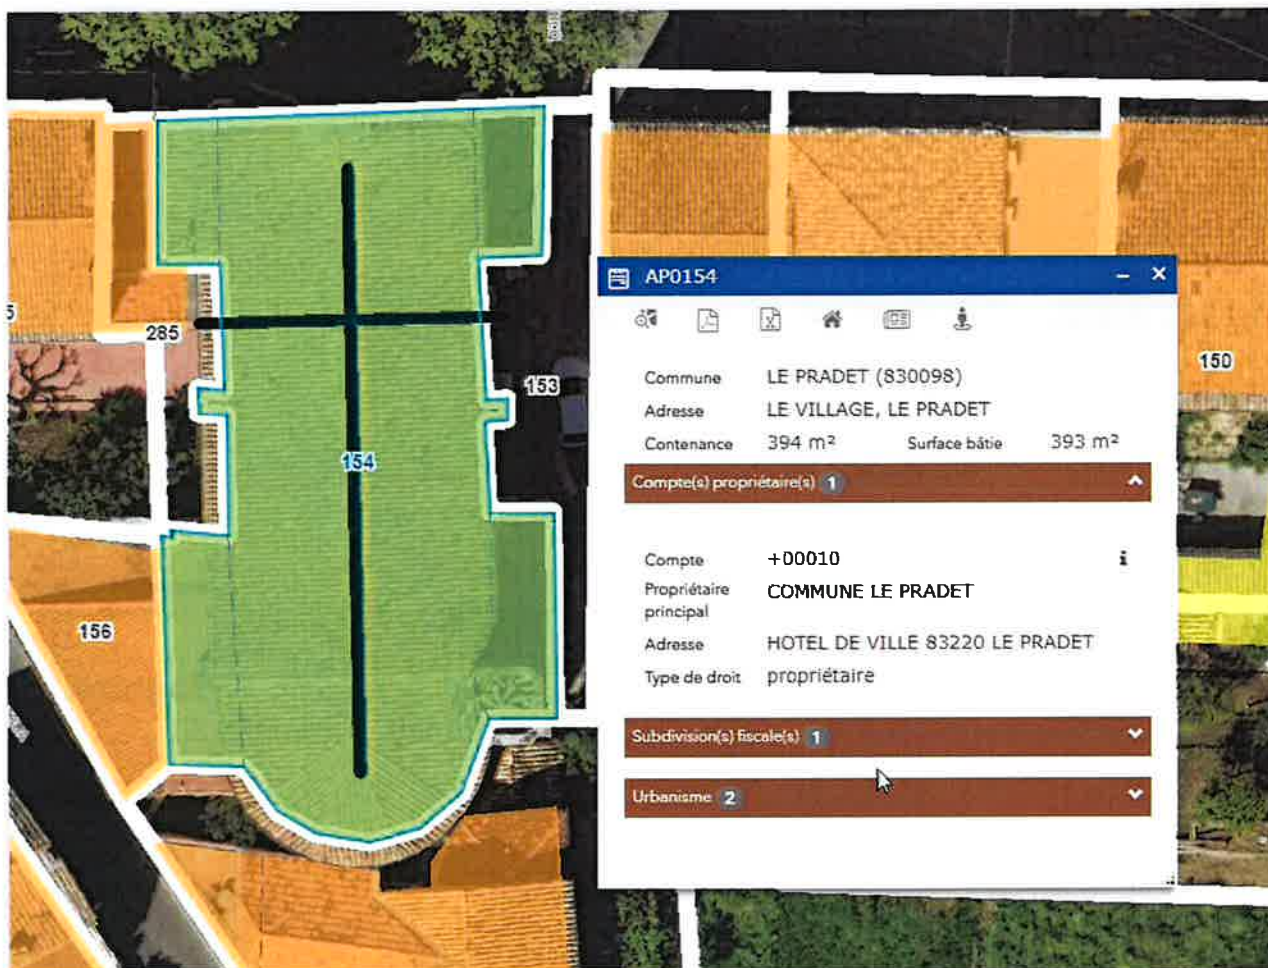 AP0154
Commune LE PRADET (830098)
Adresse LE VILLAGE, LE PRADET
Contenance 394 m² Surface bâtie 393 m²
Compte(s) propriétaire(s) 1
Compte +00010
Propriétaire principal COMMUNE LE PRADET
Adresse HOTEL DE VILLE 83220 LE PRADET
Type de droit propriétaire
Subdivision(s) fiscale(s) 1
Urbanisme 2
285
153
150
154
156
5